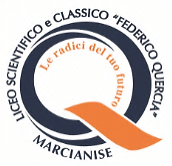 LICEO SCIENTIFICO e CLASSICO "FEDERICO QUERCIA"
Le radici del tuo futuro
MARCIANISE